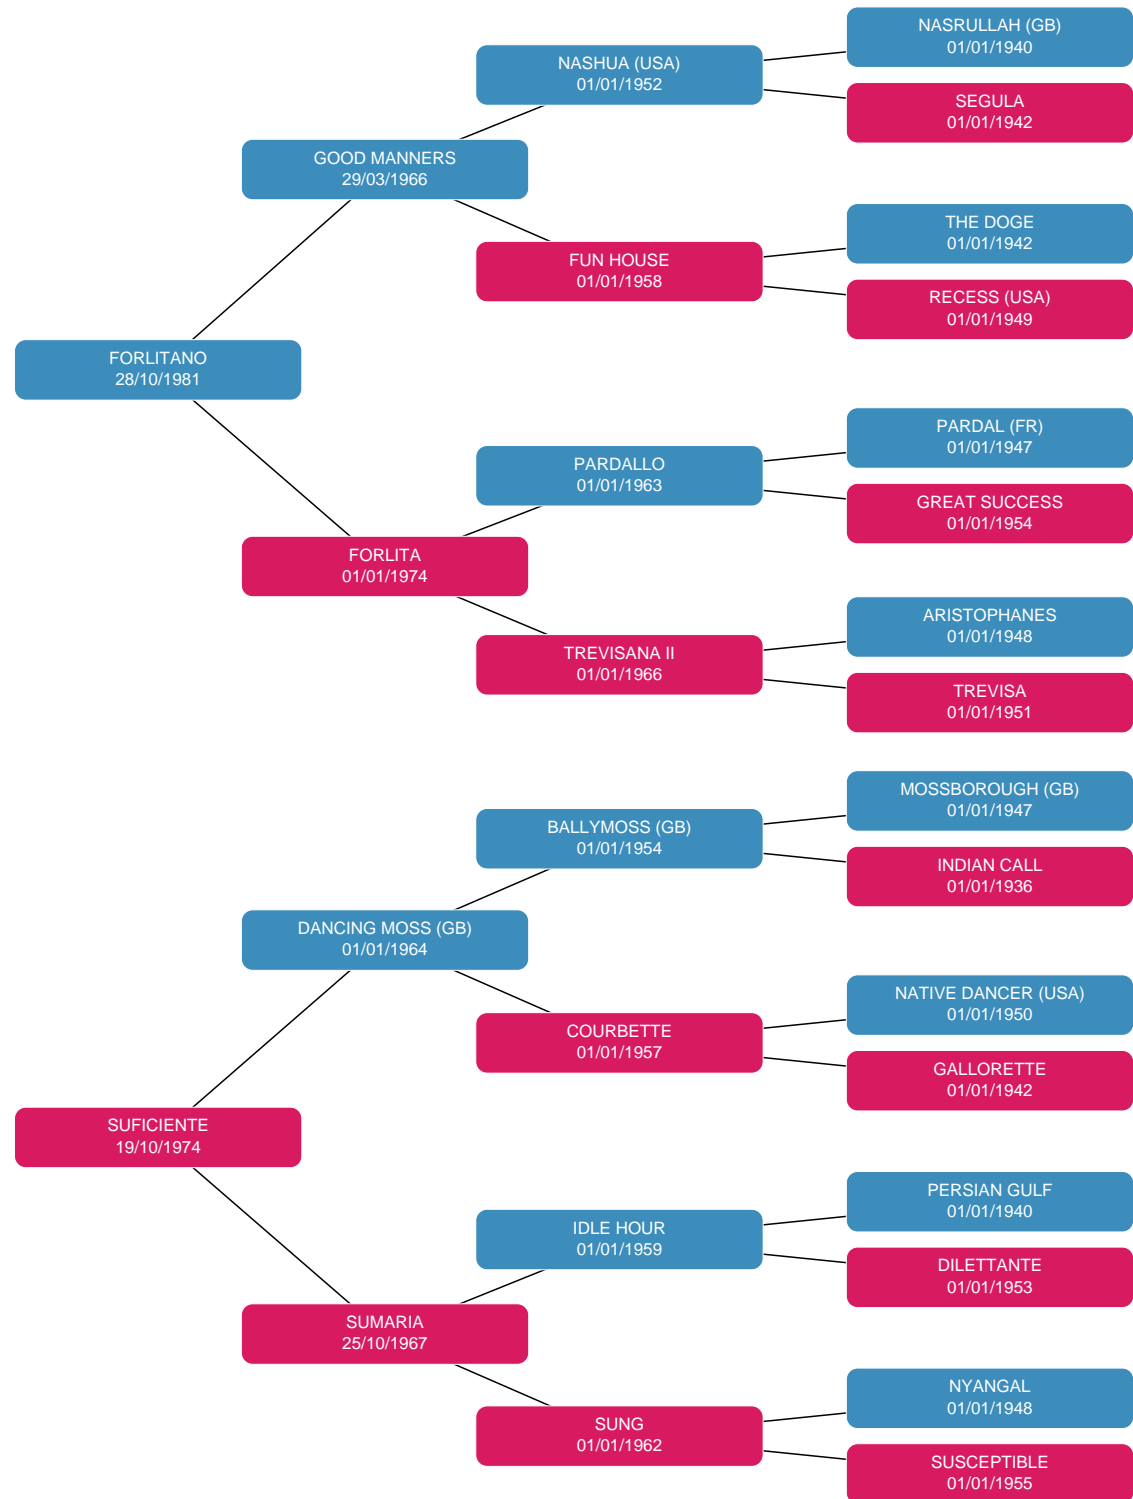 NASRULLAH (GB)
01/01/1940
NASHUA (USA)
01/01/1952
SEGULA
01/01/1942
GOOD MANNERS
29/03/1966
THE DOGE
01/01/1942
FUN HOUSE
01/01/1958
RECESS (USA)
01/01/1949
FORLITANO
28/10/1981
PARDAL (FR)
01/01/1947
PARDALLO
01/01/1963
GREAT SUCCESS
01/01/1954
FORLITA
01/01/1974
ARISTOPHANES
01/01/1948
TREVISANA II
01/01/1966
TREVISA
01/01/1951
MOSSBOROUGH (GB)
01/01/1947
BALLYMOSS (GB)
01/01/1954
INDIAN CALL
01/01/1936
DANCING MOSS (GB)
01/01/1964
NATIVE DANCER (USA)
01/01/1950
COURBETTE
01/01/1957
GALLORETTE
01/01/1942
SUFICIENTE
19/10/1974
PERSIAN GULF
01/01/1940
IDLE HOUR
01/01/1959
DILETTANTE
01/01/1953
SUMARIA
25/10/1967
NYANGAL
01/01/1948
SUNG
01/01/1962
SUSCEPTIBLE
01/01/1955